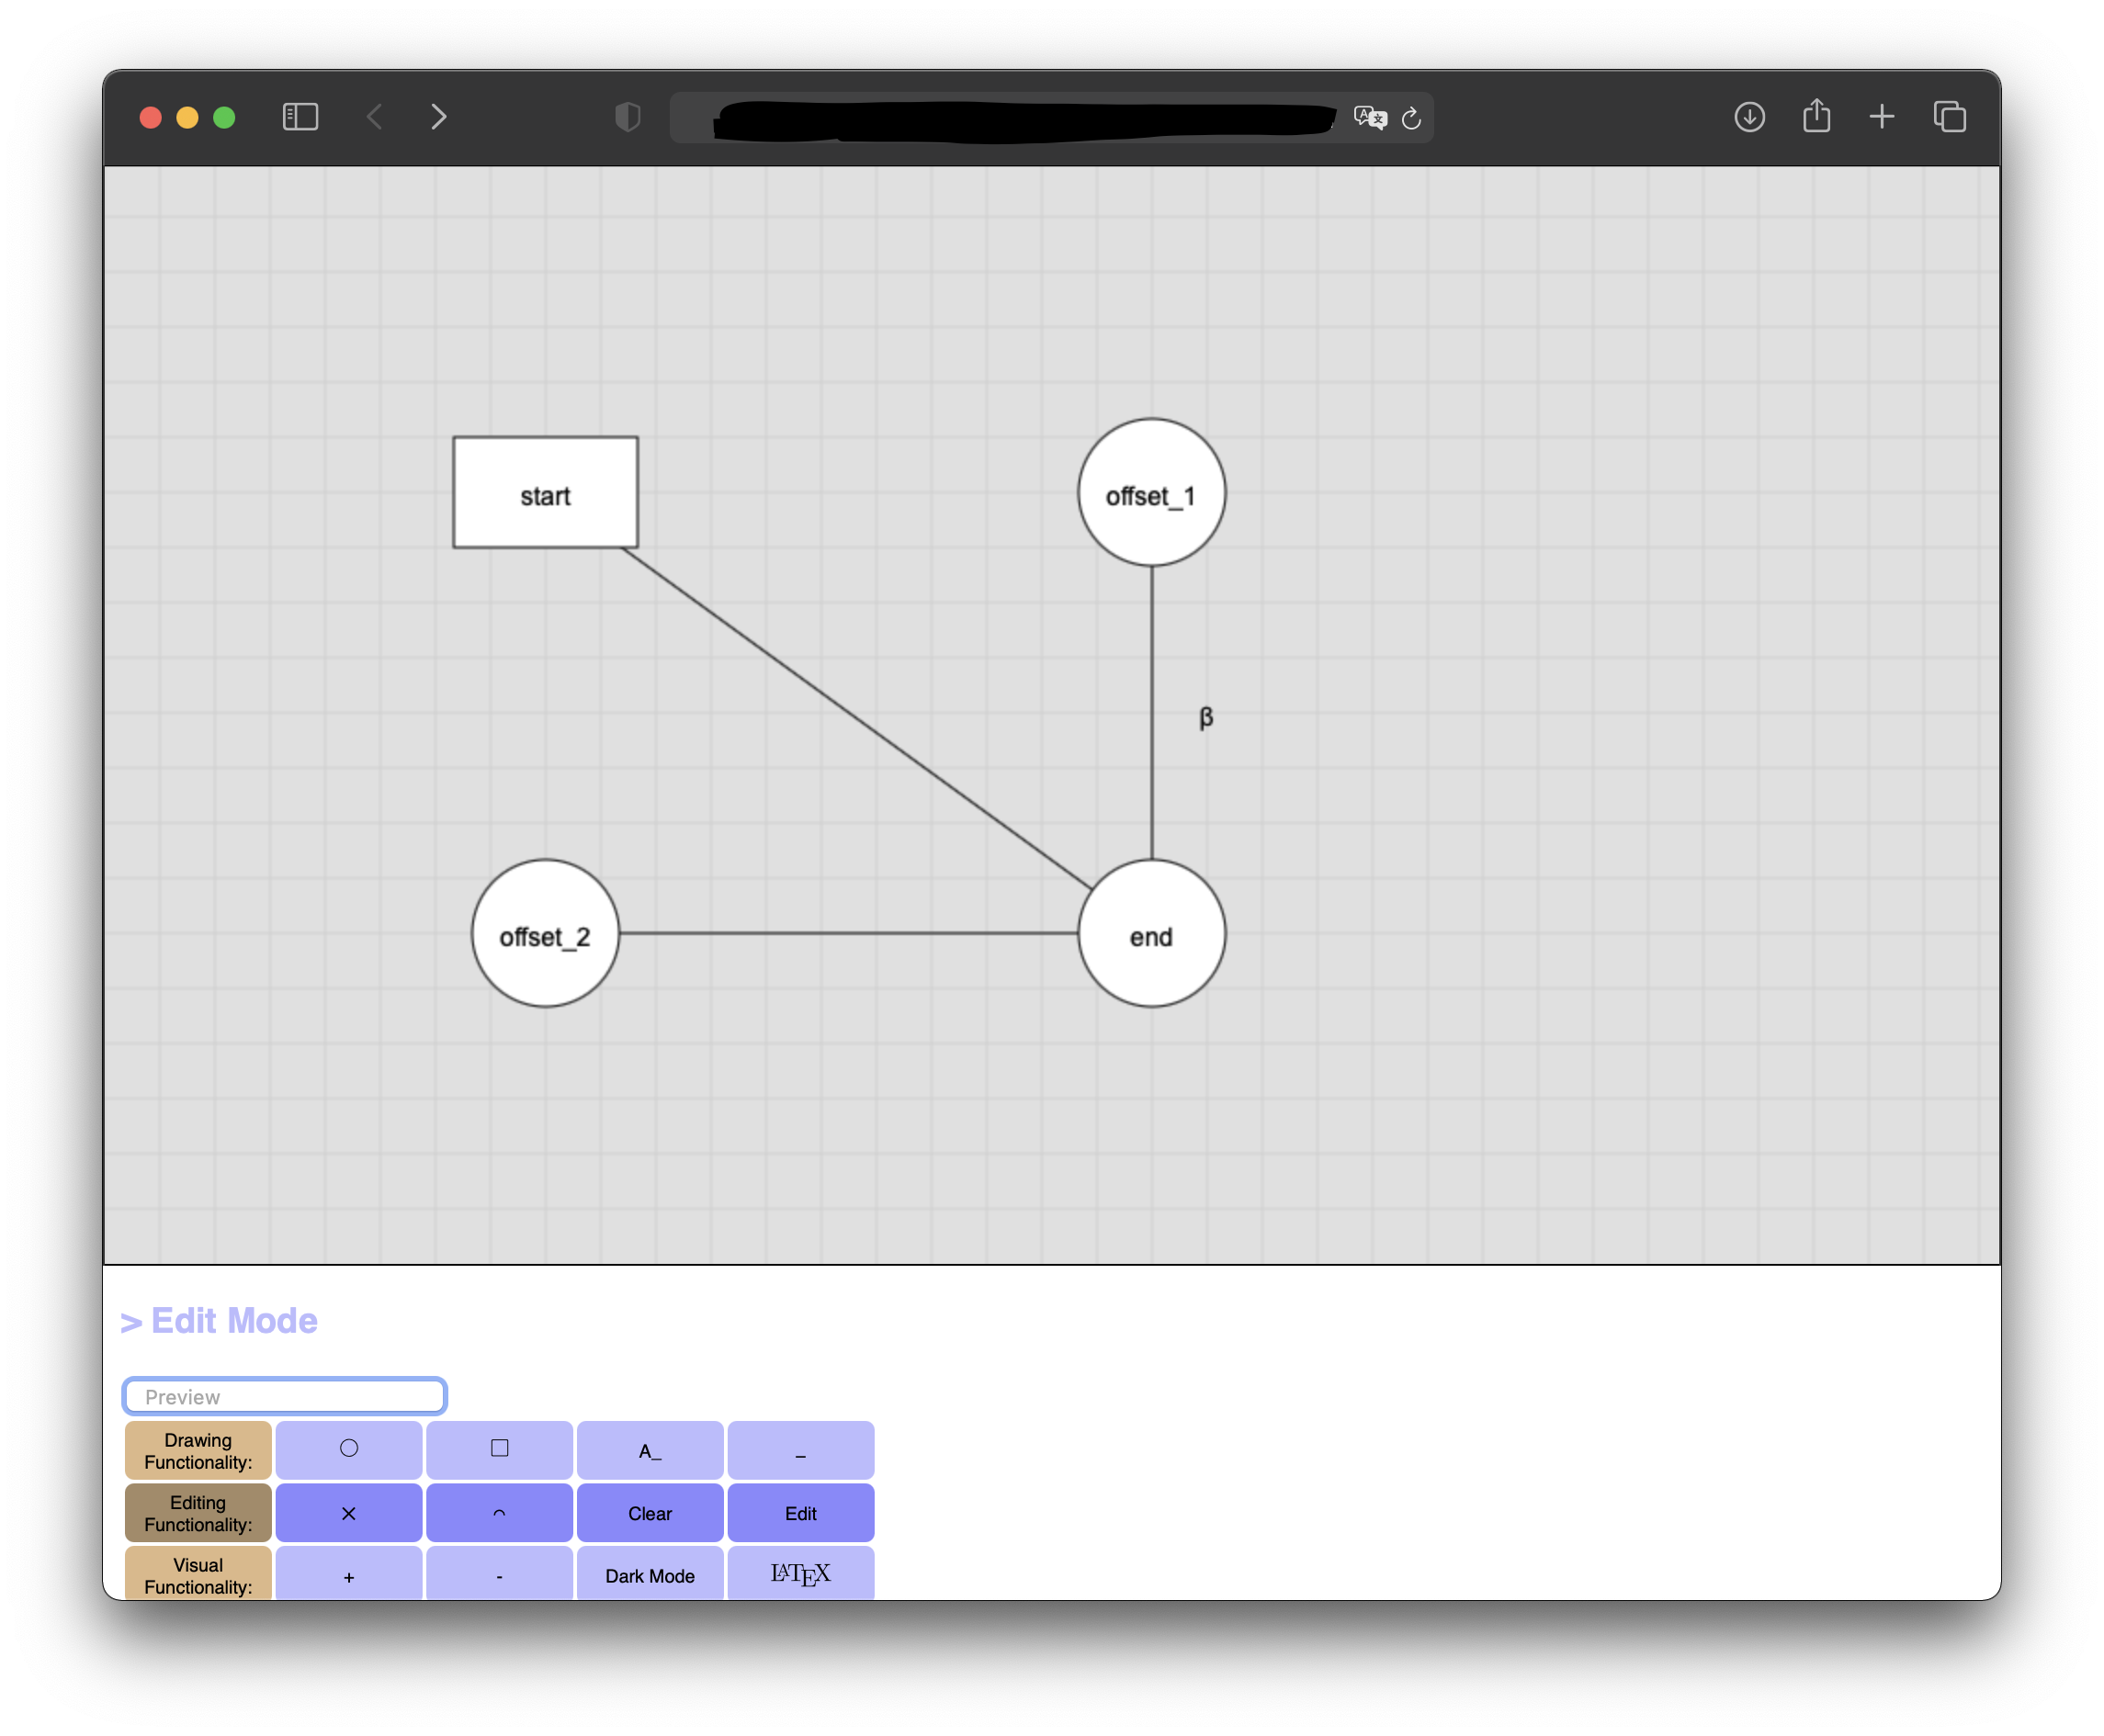 start
offset_1
β
offset_2
end
> Edit Mode
Preview
Drawing
Functionality:
A_
_
Editing
Functionality:
Clear
Edit
Visual
Functionality:
+
-
Dark Mode
LATEX